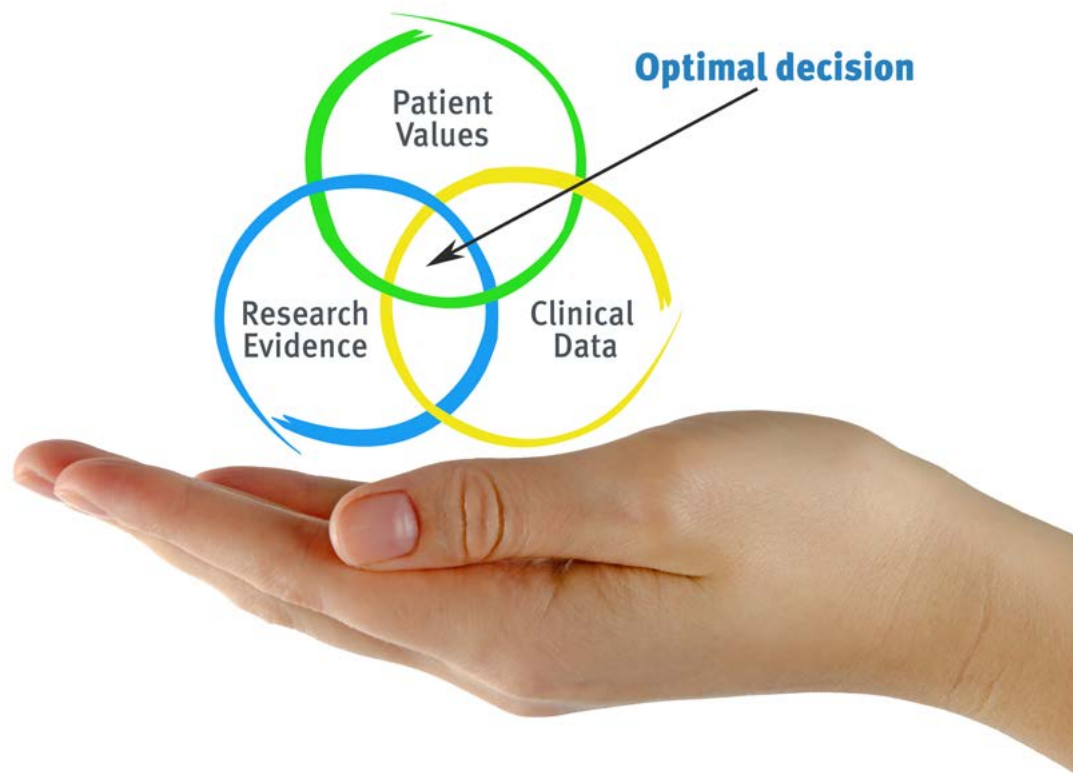 Optimal decision
Patient
Values
Research
Evidence
Clinical
Data